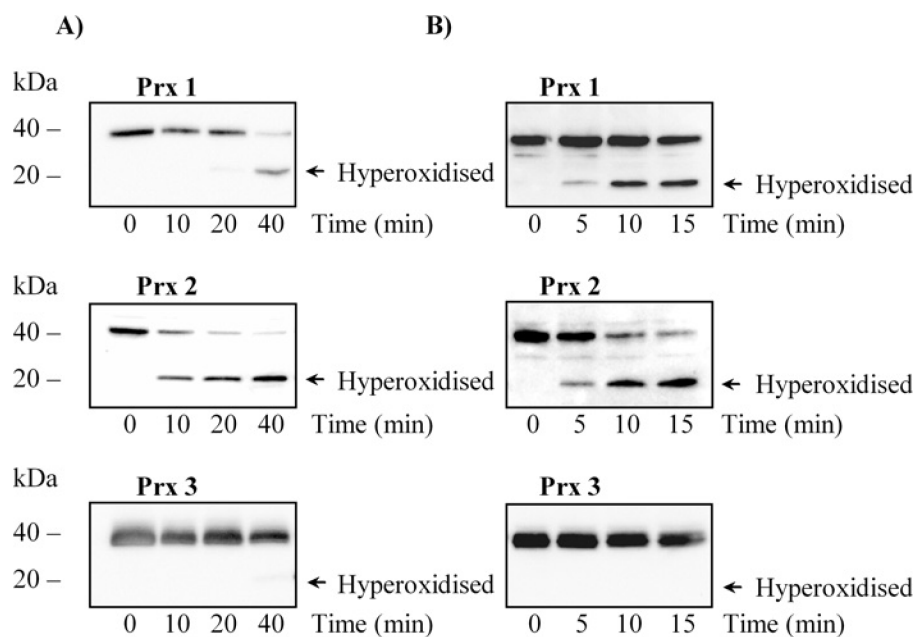 A) B)
kDa Prx 1 Prx 1
40 –
20 – Hyperoxidised Hyperoxidised
0 10 20 40 Time (min) 0 5 10 15 Time (min)
kDa Prx 2 Prx 2
40 –
20 – Hyperoxidised Hyperoxidised
0 10 20 40 Time (min) 0 5 10 15 Time (min)
kDa Prx 3 Prx 3
40 –
20 – Hyperoxidised Hyperoxidised
0 10 20 40 Time (min) 0 5 10 15 Time (min)